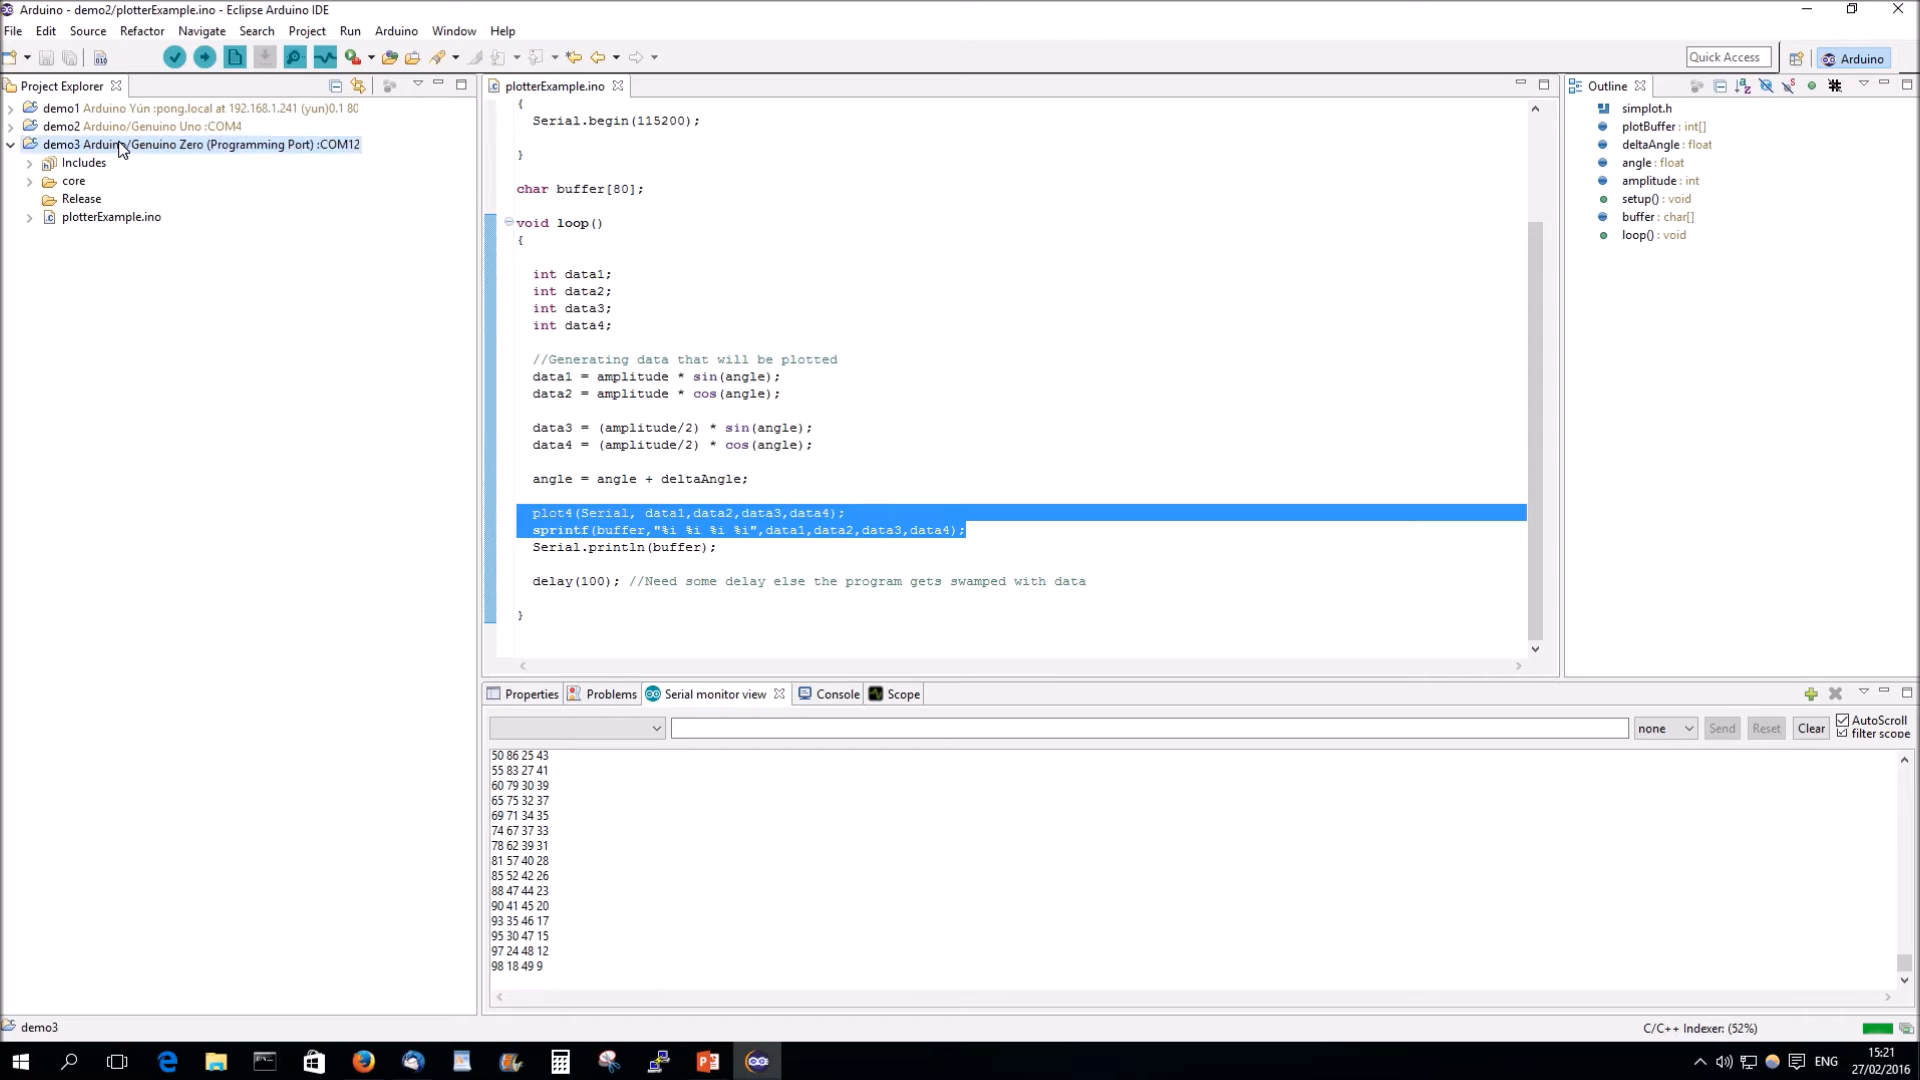 Arduino - demo2/plotterExample.ino - Eclipse Arduino IDE
File Edit Source Refactor Navigate Search Project Run Arduino Window Help
Quick Access
Arduino
Project Explorer
demo1 Arduino Yún :pong.local at 192.168.1.241 (yun)0.1 80
demo2 Arduino/Genuino Uno :COM4
demo3 Arduino/Genuino Zero (Programming Port) :COM12
Includes
core
Release
plotterExample.ino
plotterExample.ino
{
Serial.begin(115200);
}
char buffer[80];
void loop()
{
int data1;
int data2;
int data3;
int data4;
//Generating data that will be plotted
data1 = amplitude * sin(angle);
data2 = amplitude * cos(angle);
data3 = (amplitude/2) * sin(angle);
data4 = (amplitude/2) * cos(angle);
angle = angle + deltaAngle;
plot4(Serial, data1,data2,data3,data4);
sprintf(buffer,"%i %i %i %i",data1,data2,data3,data4);
Serial.println(buffer);
delay(100); //Need some delay else the program gets swamped with data
}
Outline
simplot.h
plotBuffer : int[]
deltaAngle : float
angle : float
amplitude : int
setup() : void
buffer : char[]
loop() : void
Properties Problems Serial monitor view Console Scope
none Send Reset Clear AutoScroll
filter scope
50 86 25 43
55 83 27 41
60 79 30 39
65 75 32 37
69 71 34 35
74 67 37 33
78 62 39 31
81 57 40 28
85 52 42 26
88 47 44 23
90 41 45 20
93 35 46 17
95 30 47 15
97 24 48 12
98 18 49 9
demo3
C/C++ Indexer: (52%)
ENG
15:21
27/02/2016